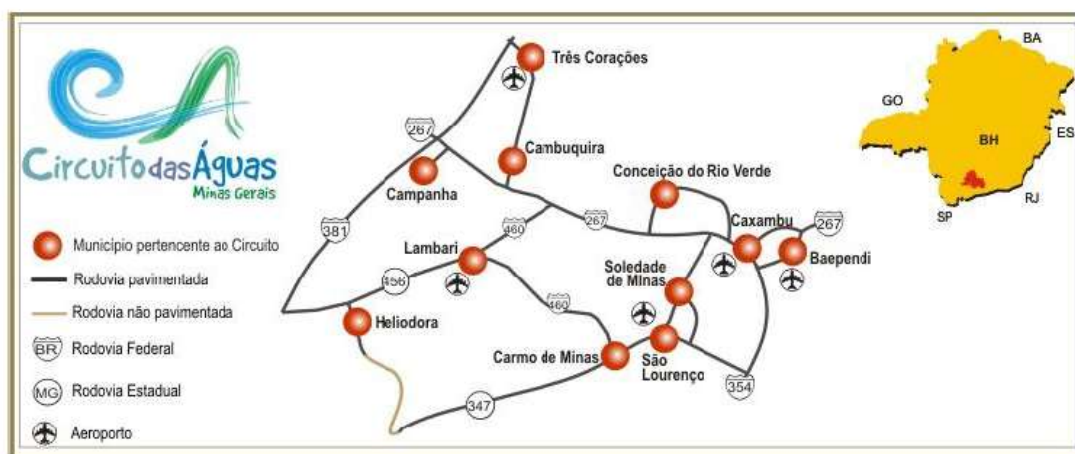 Circuito das Águas
Minas Gerais
Município pertencente ao Circuito
Rodovia pavimentada
Rodovia não pavimentada
BR Rodovia Federal
MG Rodovia Estadual
Aeroporto
Três Corações
267
Cambuquira
Campanha
Conceição do Rio Verde
381
460
267
Caxambu
267
Lambari
Baependi
Soledade
de Minas
456
460
Heliodora
Carmo de Minas
São
Lourenço
354
347
BA
GO
ES
BH
RJ
SP